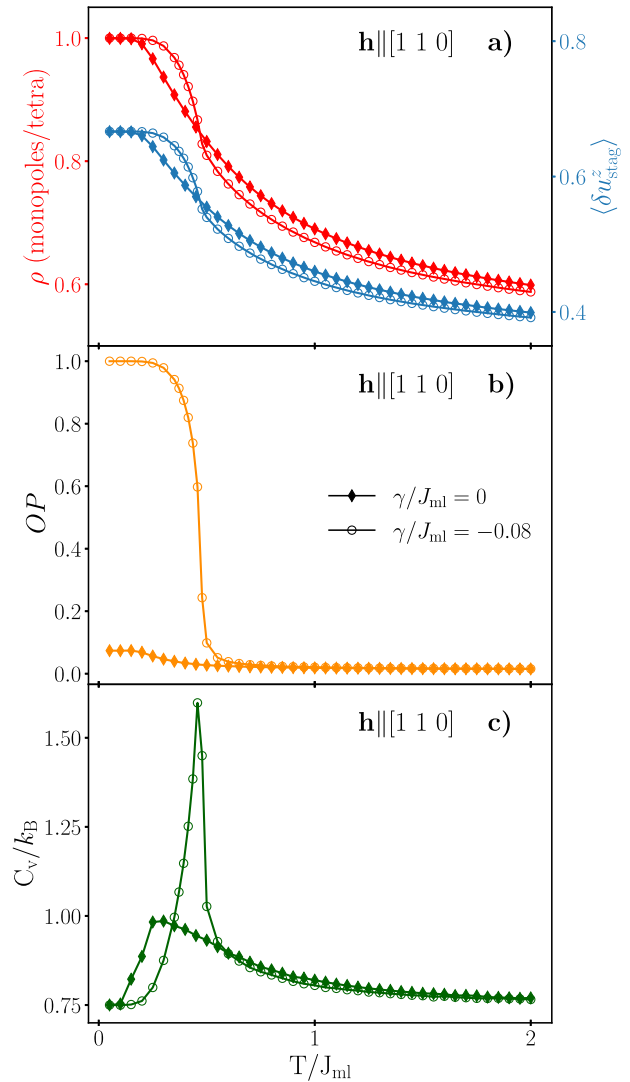 h||[1 1 0] a)
1.0
0.8
0.6
ρ (monopoles/tetra)
0.8
0.6
0.4
⟨δu^z_stag⟩
h||[1 1 0] b)
1.0
0.8
0.6
0.4
0.2
0.0
OP
γ/J_ml = 0
γ/J_ml = −0.08
h||[1 1 0] c)
1.50
1.25
1.00
0.75
C_v/k_B
0 1 2
T/J_ml